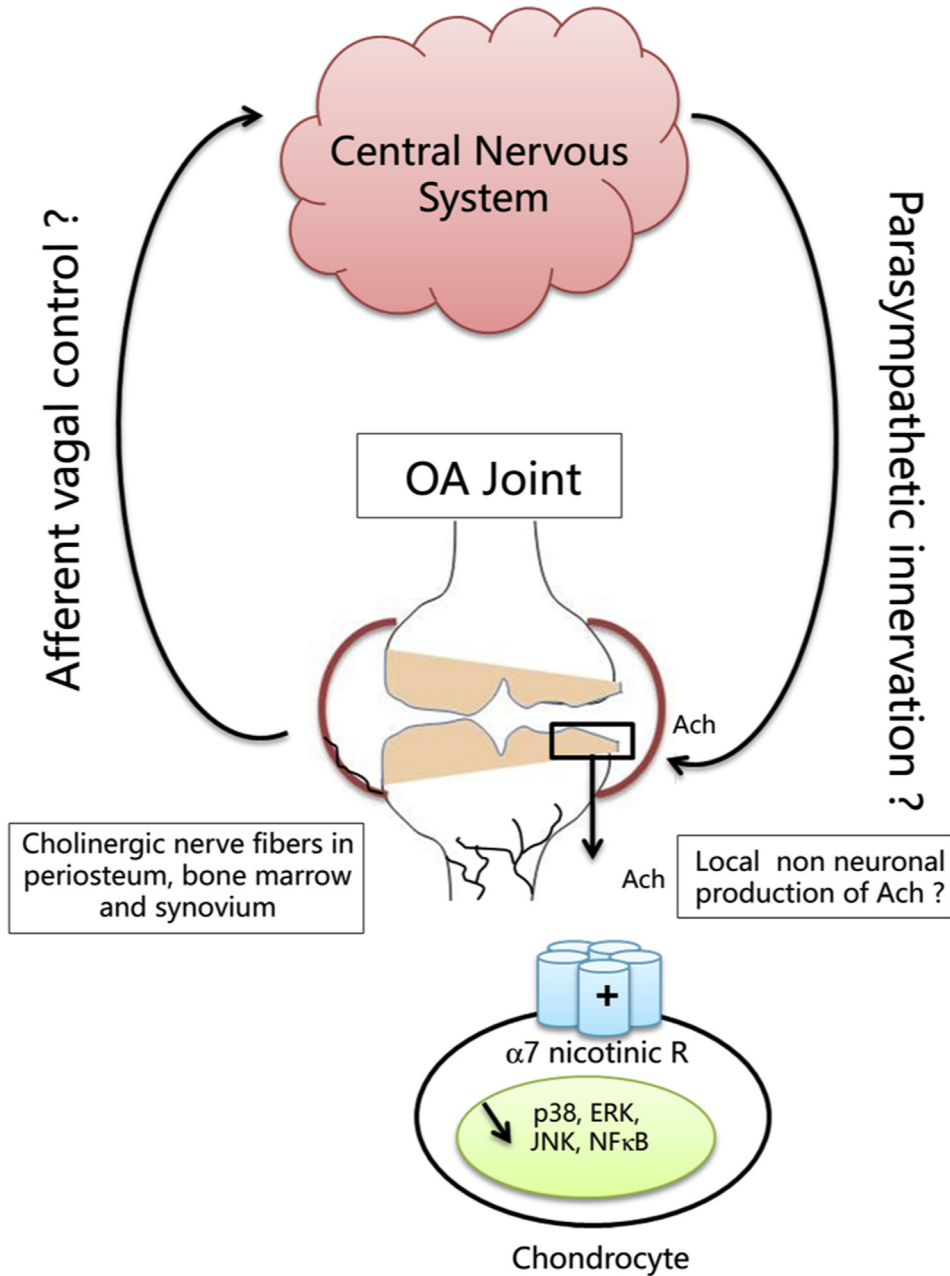 Central Nervous
System
Afferent vagal control ?
Parasympathetic innervation ?
OA Joint
Ach
Cholinergic nerve fibers in
periosteum, bone marrow
and synovium
Ach
Local non neuronal
production of Ach ?
+
α7 nicotinic R
p38, ERK,
JNK, NFκB
Chondrocyte